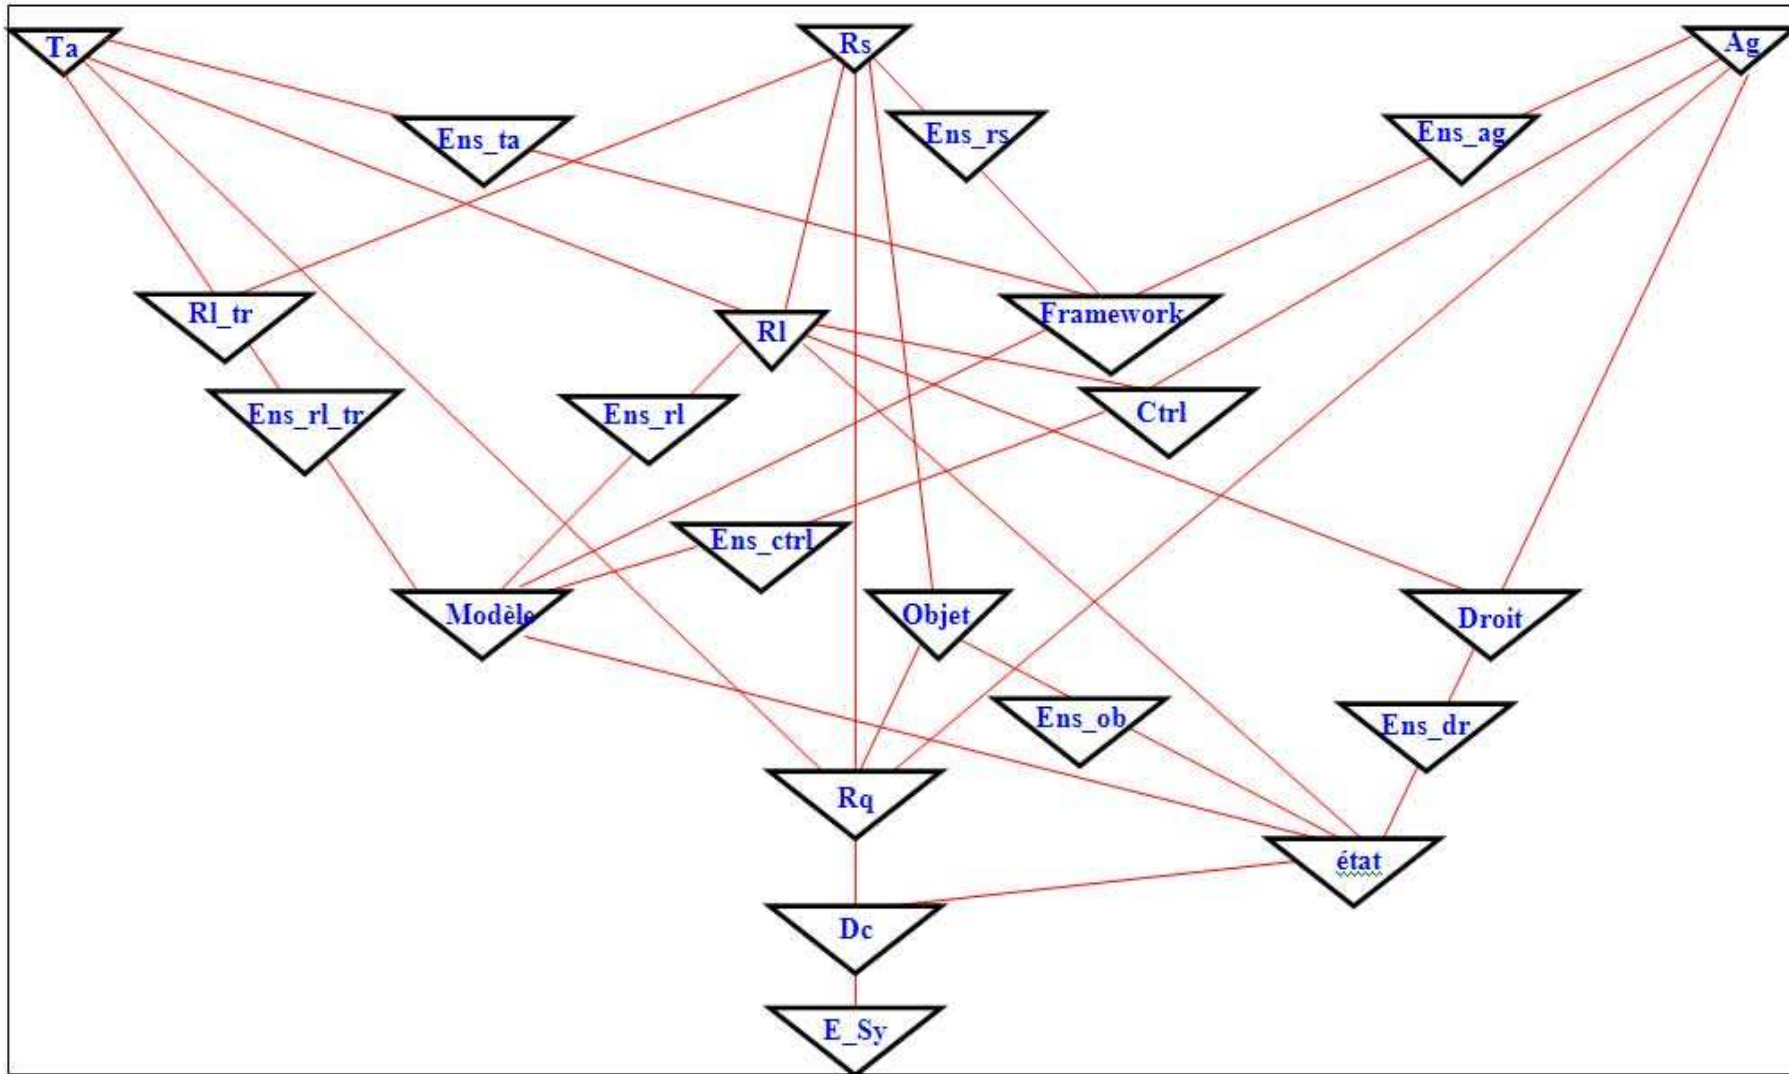 Ta
Rs
Ag
Ens_ta
Ens_rs
Ens_ag
Rl_tr
Rl
Framework
Ens_rl_tr
Ens_rl
Ctrl
Ens_ctrl
Modèle
Objet
Droit
Ens_ob
Ens_dr
Rq
état
Dc
E_Sy